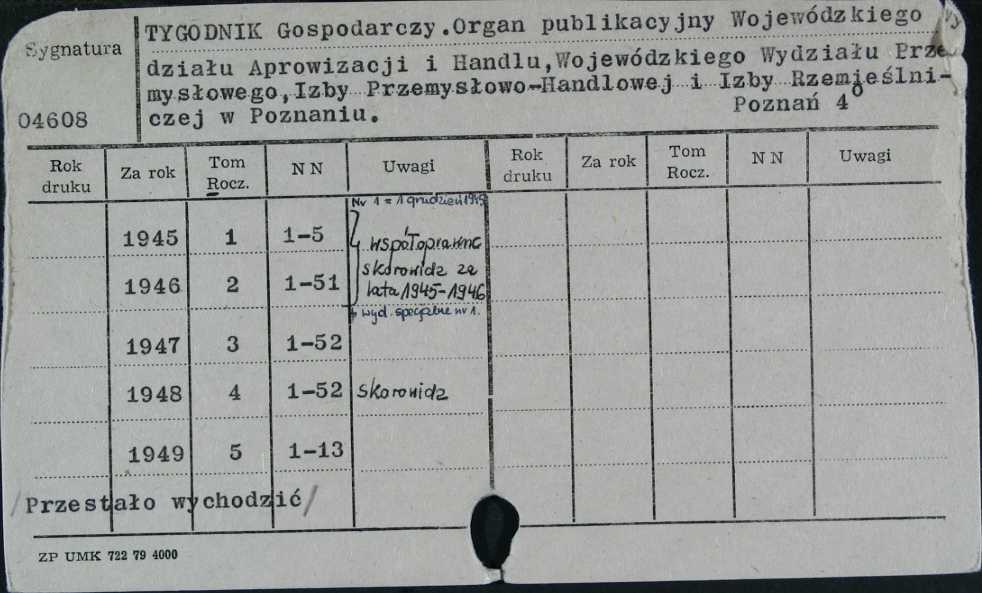 Sygnatura
04608
TYGODNIK Gospodarczy.Organ publikacyjny Wojewódzkiego Wy
działu Aprowizacji i Handlu,Wojewódzkiego Wydziału Prze
mysłowego,Izby Przemysłowo-Handlowej i Izby Rzemieślni-
czej w Poznaniu. Poznań 4°
Rok druku Za rok Tom Rocz. N N Uwagi Rok druku Za rok Tom Rocz. N N Uwagi
Nr 1 = 1 grudzień 1945
1945 1 1-5 współoprawne
skorowidz za
1946 2 1-51 lata 1945-1946
+ wyd. specjalne nr 1.
1947 3 1-52
1948 4 1-52 skorowidz
1949 5 1-13
/Przestało wychodzić/
ZP UMK 722 79 4000